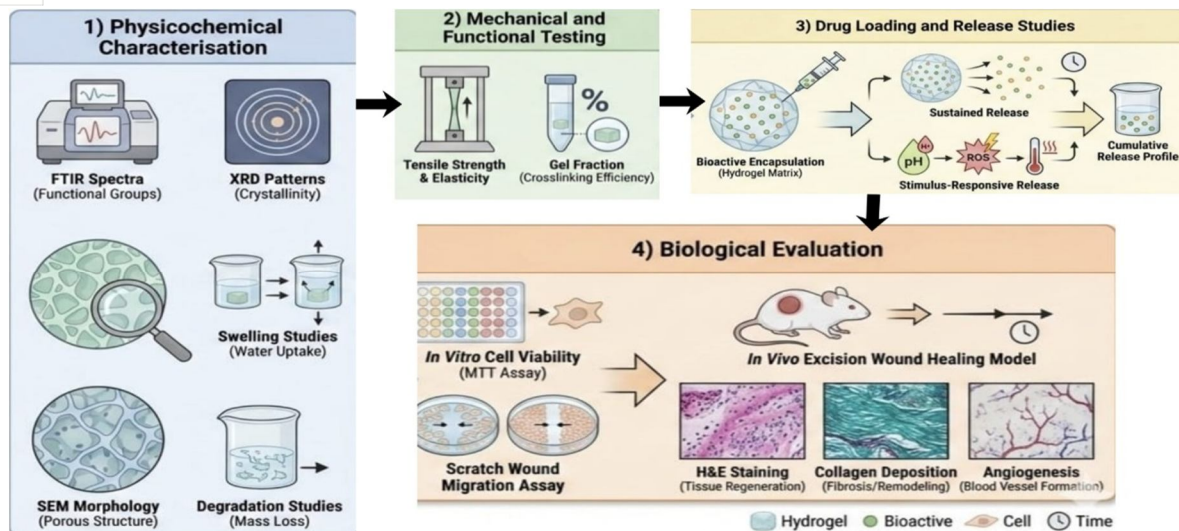 1) Physicochemical
Characterisation
FTIR Spectra
(Functional Groups)
XRD Patterns
(Crystallinity)
Swelling Studies
(Water Uptake)
SEM Morphology
(Porous Structure)
Degradation Studies
(Mass Loss)
2) Mechanical and
Functional Testing
%
Tensile Strength
& Elasticity
Gel Fraction
(Crosslinking Efficiency)
3) Drug Loading and Release Studies
Bioactive Encapsulation
(Hydrogel Matrix)
Sustained Release
pH
H+
ROS
Stimulus-Responsive Release
Cumulative
Release Profile
4) Biological Evaluation
In Vitro Cell Viability
(MTT Assay)
Scratch Wound
Migration Assay
In Vivo Excision Wound Healing Model
H&E Staining
(Tissue Regeneration)
Collagen Deposition
(Fibrosis/Remodeling)
Angiogenesis
(Blood Vessel Formation)
Hydrogel
Bioactive
Cell
Time